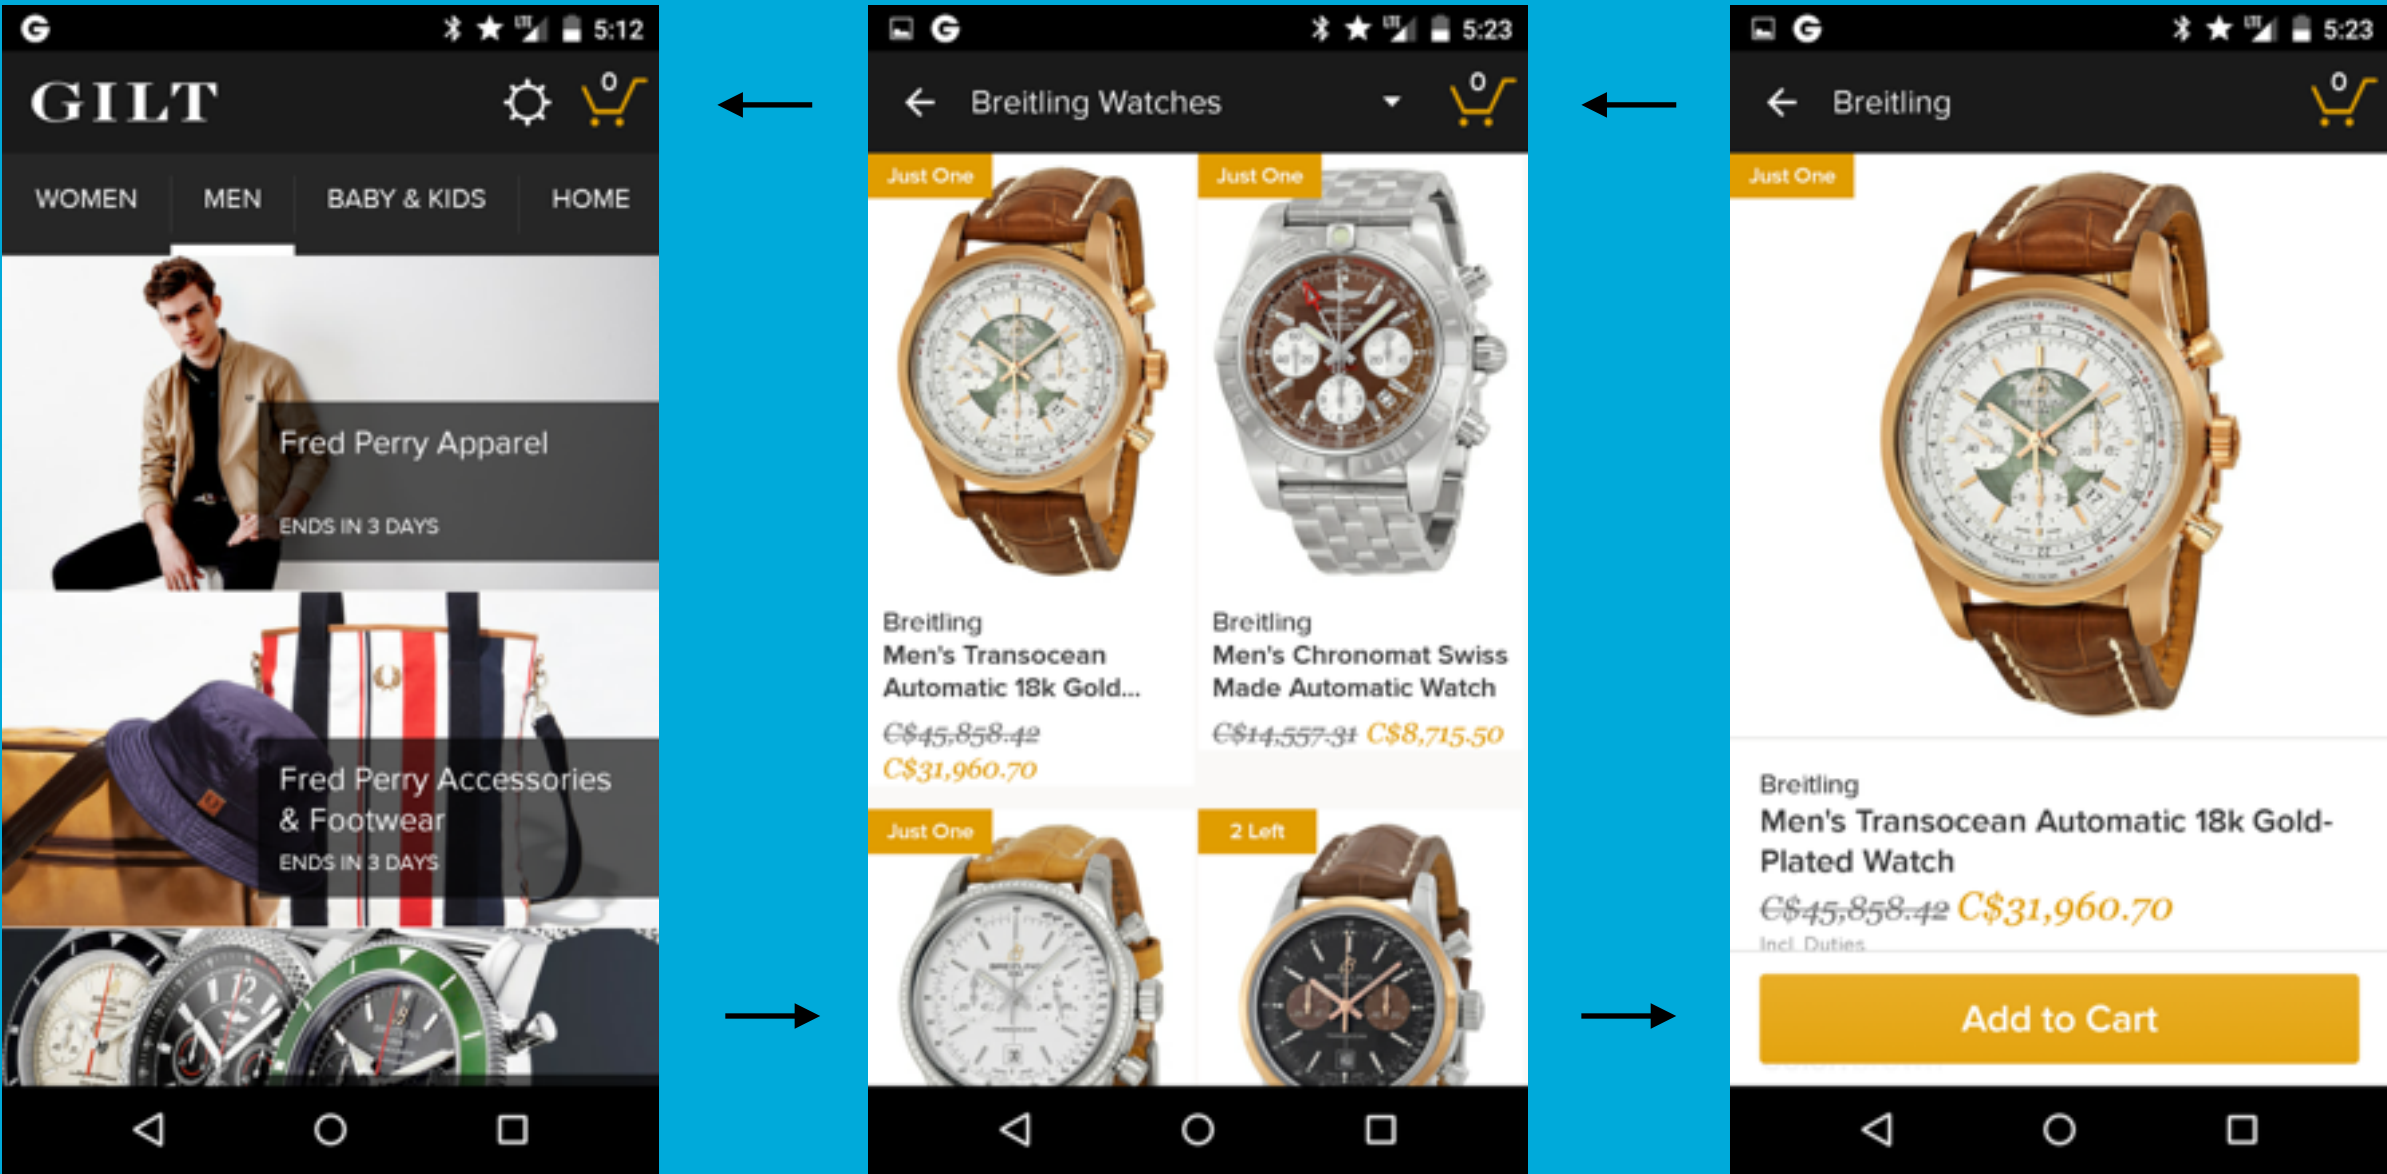 5:12
GILT
0
WOMEN
MEN
BABY & KIDS
HOME
Fred Perry Apparel
ENDS IN 3 DAYS
Fred Perry Accessories
& Footwear
ENDS IN 3 DAYS
5:23
Breitling Watches
0
Just One
Just One
Breitling
Men's Transocean
Automatic 18k Gold...
C$45,858.42
C$31,960.70
Breitling
Men's Chronomat Swiss
Made Automatic Watch
C$14,557.31 C$8,715.50
Just One
2 Left
5:23
Breitling
0
Just One
Breitling
Men's Transocean Automatic 18k Gold-
Plated Watch
C$45,858.42 C$31,960.70
Incl. Duties
Add to Cart